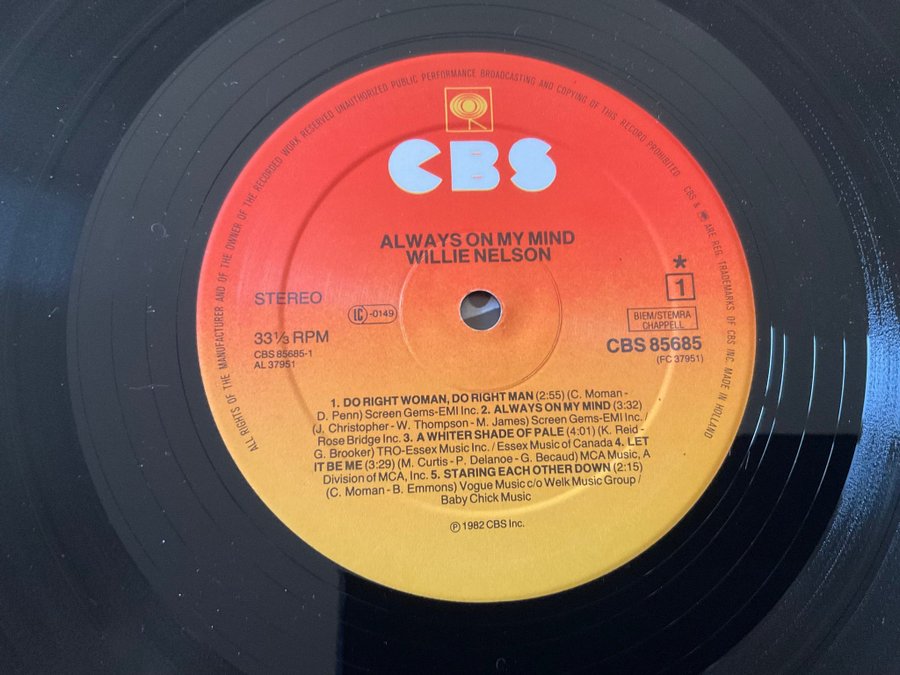 ALL RIGHTS OF THE MANUFACTURER AND OF THE OWNER OF THE RECORDED WORK RESERVED UNAUTHORIZED PUBLIC PERFORMANCE BROADCASTING AND COPYING OF THIS RECORD PROHIBITED
CBS & ARE REG. TRADEMARKS OF CBS INC. MADE IN HOLLAND
CBS
ALWAYS ON MY MIND
WILLIE NELSON
STEREO
LC-0149
*
1
33⅓ RPM
BIEM/STEMRA
CHAPPELL
CBS 85685-1
CBS 85685
AL 37951
(FC 37951)
1. DO RIGHT WOMAN, DO RIGHT MAN (2:55) (C. Moman -
D. Penn) Screen Gems-EMI Inc. 2. ALWAYS ON MY MIND (3:32)
(J. Christopher - W. Thompson - M. James) Screen Gems-EMI Inc. /
Rose Bridge Inc. 3. A WHITER SHADE OF PALE (4:01) (K. Reid -
G. Brooker) TRO-Essex Music Inc. / Essex Music of Canada 4. LET
IT BE ME (3:29) (M. Curtis - P. Delanoe - G. Becaud) MCA Music, A
Division of MCA, Inc. 5. STARING EACH OTHER DOWN (2:15)
(C. Moman - B. Emmons) Vogue Music c/o Welk Music Group /
Baby Chick Music
℗ 1982 CBS Inc.